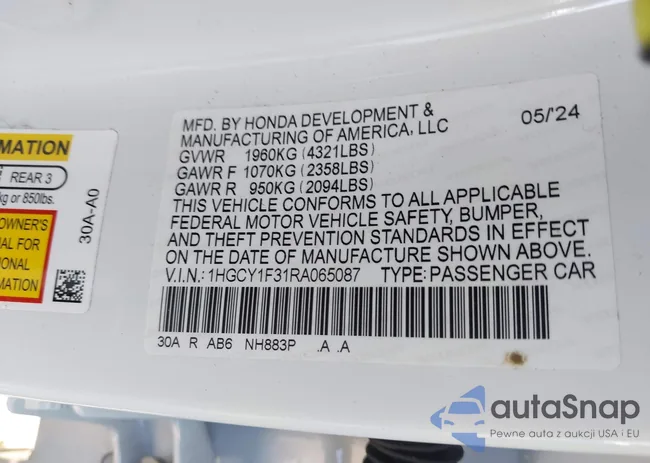 MFD. BY HONDA DEVELOPMENT & 05/'24
MANUFACTURING OF AMERICA, LLC
GVWR 1960KG (4321LBS)
GAWR F 1070KG (2358LBS)
GAWR R 950KG (2094LBS)
THIS VEHICLE CONFORMS TO ALL APPLICABLE
FEDERAL MOTOR VEHICLE SAFETY, BUMPER,
AND THEFT PREVENTION STANDARDS IN EFFECT
ON THE DATE OF MANUFACTURE SHOWN ABOVE.
V.I.N.: 1HGCY1F31RA065087 TYPE: PASSENGER CAR
30A R AB6 NH883P .A .A
MATION
REAR 3
kg or 850lbs.
OWNER'S
AL FOR
IONAL
MATION
30A-A0
autaSnap
Pewne auta z aukcji USA i EU